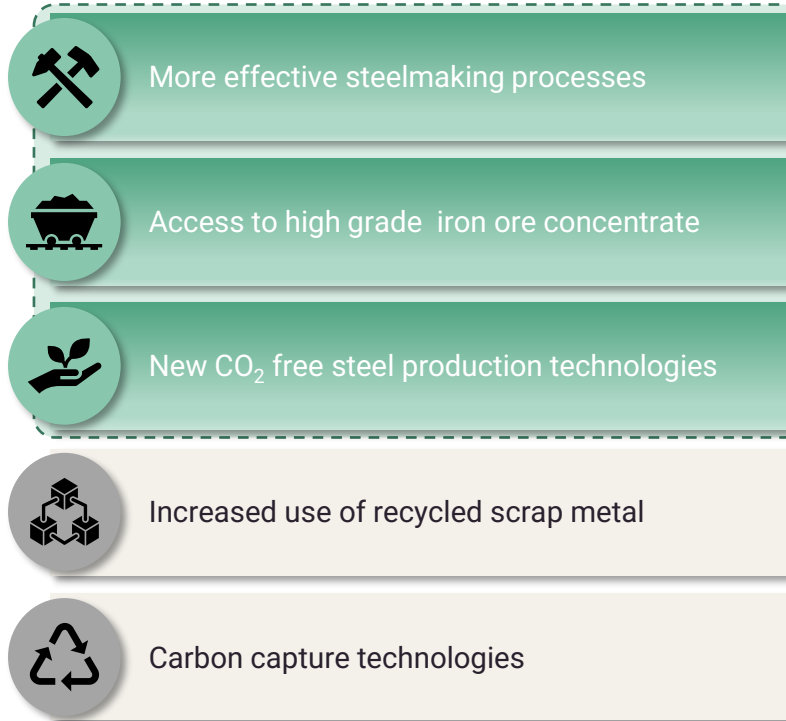 More effective steelmaking processes
Access to high grade  iron ore concentrate
New CO₂ free steel production technologies
Increased use of recycled scrap metal
Carbon capture technologies